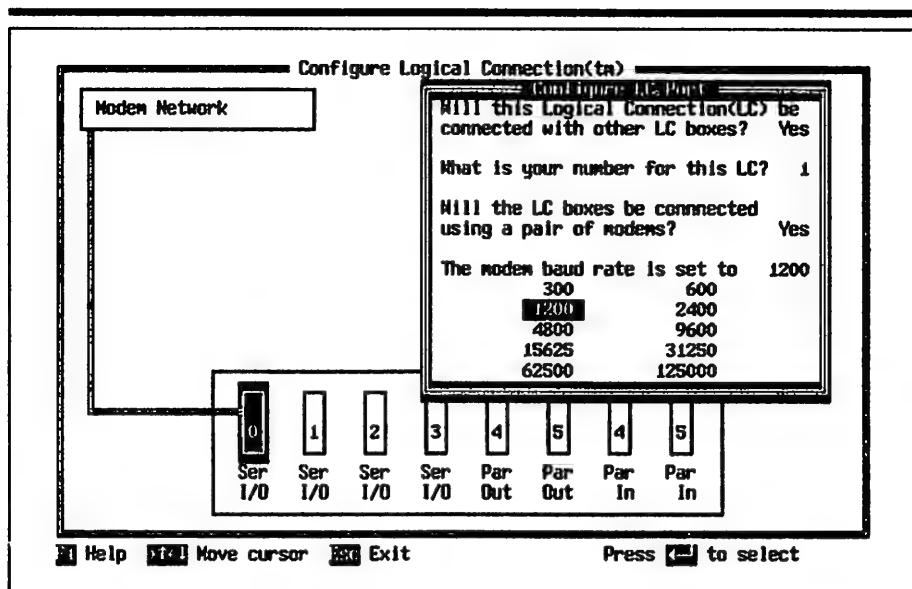 Configure Logical Connection(tm)
Modem Network
Configure Network
Will this Logical Connection(LC) be
connected with other LC boxes? Yes
What is your number for this LC? 1
Will the LC boxes be connnected
using a pair of modems? Yes
The modem baud rate is set to 1200
300 600
1200 2400
4800 9600
15625 31250
62500 125000
0 1 2 3 4 5 4 5
Ser Ser Ser Ser Par Par Par Par
I/O I/O I/O I/O Out Out In In
Help Move cursor Exit Press to select